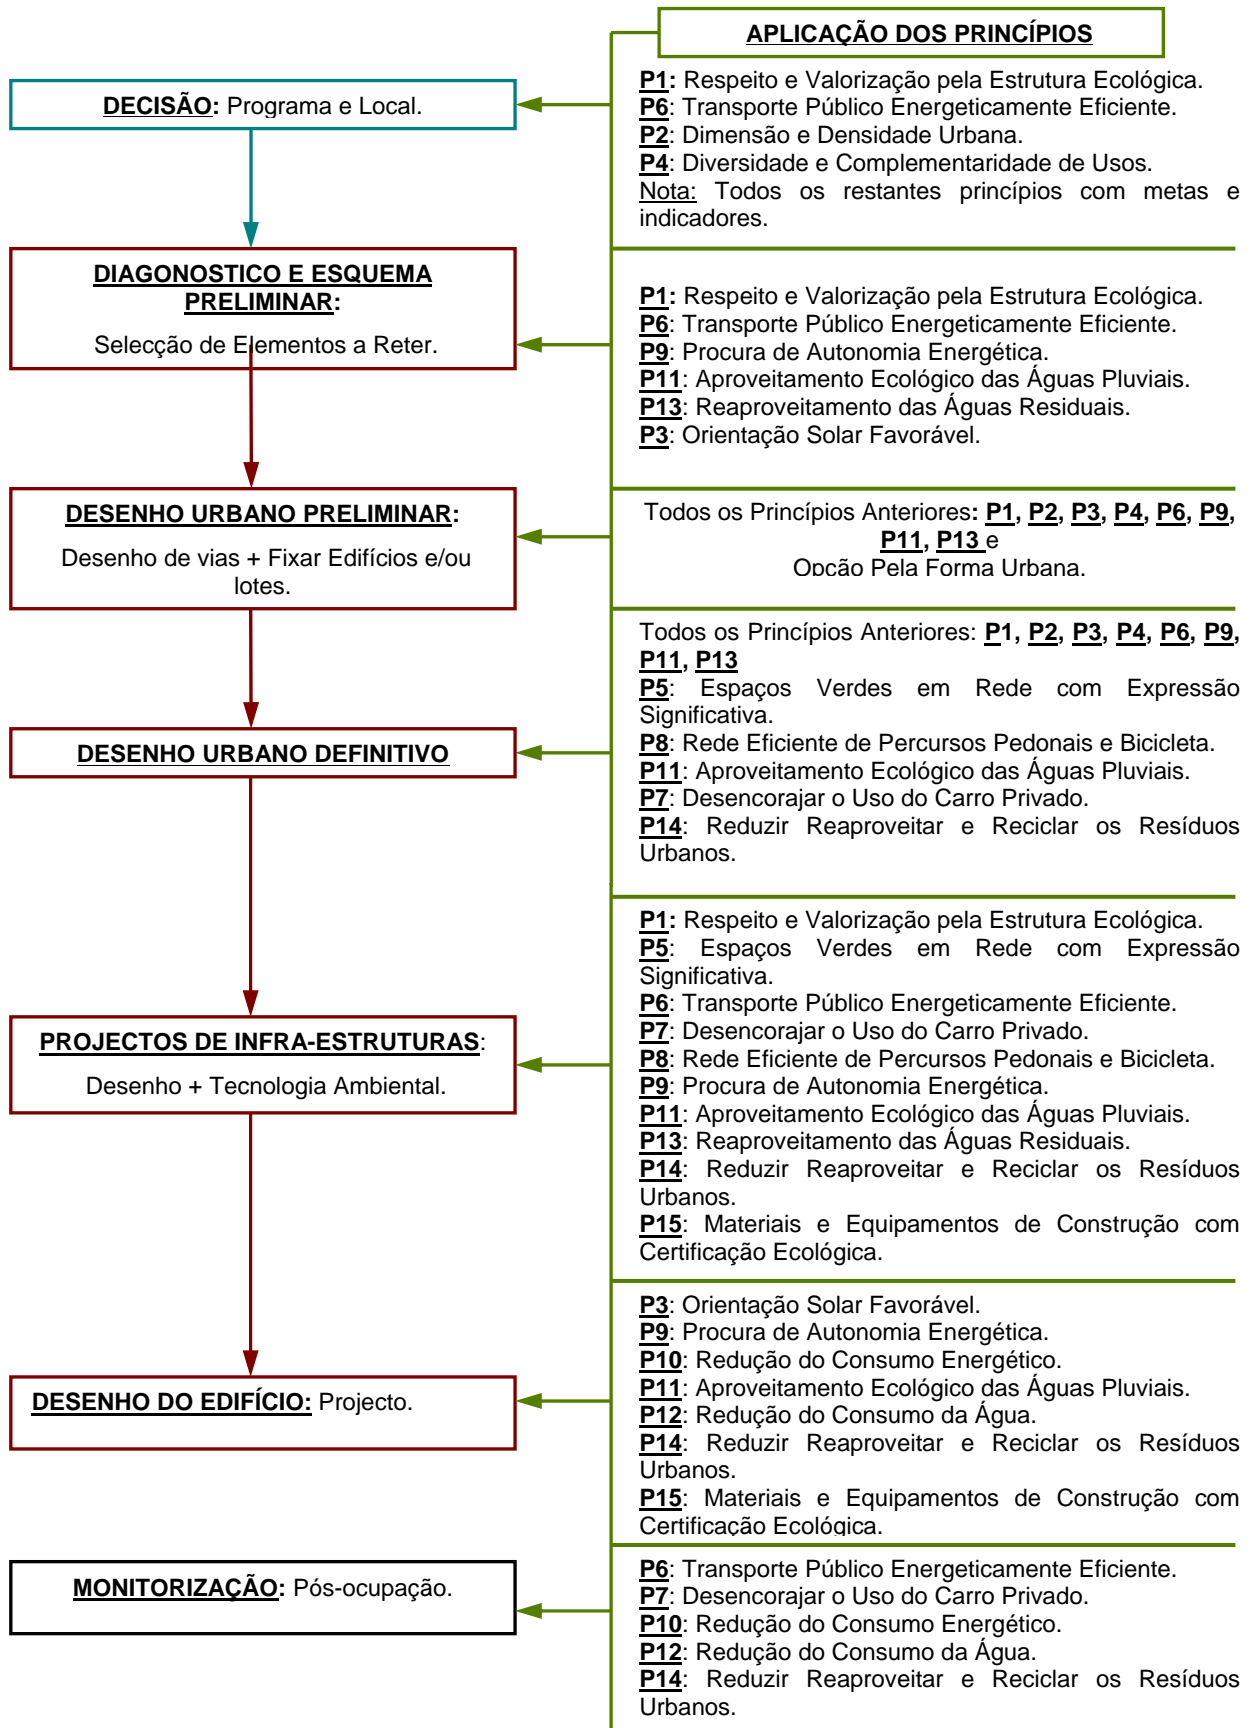 APLICAÇÃO DOS PRINCÍPIOS
DECISÃO: Programa e Local.
P1: Respeito e Valorização pela Estrutura Ecológica.
P6: Transporte Público Energeticamente Eficiente.
P2: Dimensão e Densidade Urbana.
P4: Diversidade e Complementaridade de Usos.
Nota: Todos os restantes princípios com metas e
indicadores.
DIAGONOSTICO E ESQUEMA
PRELIMINAR:
Selecção de Elementos a Reter.
P1: Respeito e Valorização pela Estrutura Ecológica.
P6: Transporte Público Energeticamente Eficiente.
P9: Procura de Autonomia Energética.
P11: Aproveitamento Ecológico das Águas Pluviais.
P13: Reaproveitamento das Águas Residuais.
P3: Orientação Solar Favorável.
DESENHO URBANO PRELIMINAR:
Desenho de vias + Fixar Edifícios e/ou
lotes.
Todos os Princípios Anteriores: P1, P2, P3, P4, P6, P9,
P11, P13 e
Opção Pela Forma Urbana.
DESENHO URBANO DEFINITIVO
Todos os Princípios Anteriores: P1, P2, P3, P4, P6, P9,
P11, P13
P5: Espaços Verdes em Rede com Expressão
Significativa.
P8: Rede Eficiente de Percursos Pedonais e Bicicleta.
P11: Aproveitamento Ecológico das Águas Pluviais.
P7: Desencorajar o Uso do Carro Privado.
P14: Reduzir Reaproveitar e Reciclar os Resíduos
Urbanos.
PROJECTOS DE INFRA-ESTRUTURAS:
Desenho + Tecnologia Ambiental.
P1: Respeito e Valorização pela Estrutura Ecológica.
P5: Espaços Verdes em Rede com Expressão
Significativa.
P6: Transporte Público Energeticamente Eficiente.
P7: Desencorajar o Uso do Carro Privado.
P8: Rede Eficiente de Percursos Pedonais e Bicicleta.
P9: Procura de Autonomia Energética.
P11: Aproveitamento Ecológico das Águas Pluviais.
P13: Reaproveitamento das Águas Residuais.
P14: Reduzir Reaproveitar e Reciclar os Resíduos
Urbanos.
P15: Materiais e Equipamentos de Construção com
Certificação Ecológica.
DESENHO DO EDIFÍCIO: Projecto.
P3: Orientação Solar Favorável.
P9: Procura de Autonomia Energética.
P10: Redução do Consumo Energético.
P11: Aproveitamento Ecológico das Águas Pluviais.
P12: Redução do Consumo da Água.
P14: Reduzir Reaproveitar e Reciclar os Resíduos
Urbanos.
P15: Materiais e Equipamentos de Construção com
Certificação Ecológica.
MONITORIZAÇÃO: Pós-ocupação.
P6: Transporte Público Energeticamente Eficiente.
P7: Desencorajar o Uso do Carro Privado.
P10: Redução do Consumo Energético.
P12: Redução do Consumo da Água.
P14: Reduzir Reaproveitar e Reciclar os Resíduos
Urbanos.